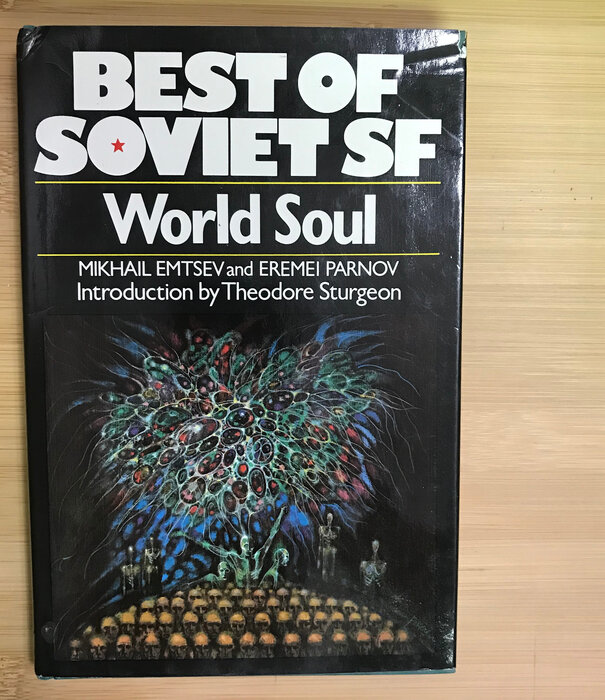 BEST OF
SOVIET SF
World Soul
MIKHAIL EMTSEV and EREMEI PARNOV
Introduction by Theodore Sturgeon